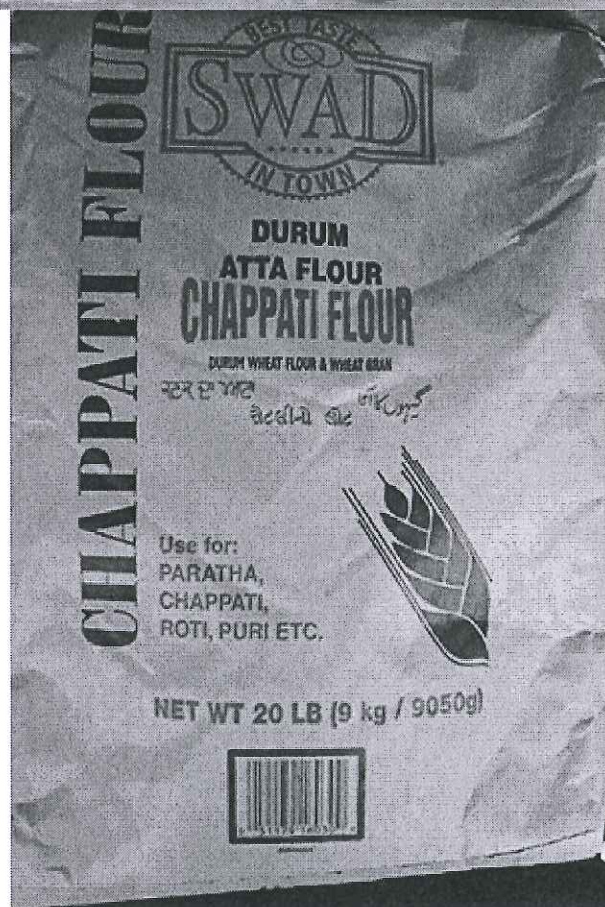 CHAPPATI FLOUR
BEST TASTE
SWAD
IN TOWN
DURUM
ATTA FLOUR
CHAPPATI FLOUR
DURUM WHEAT FLOUR & WHEAT BRAN
રોટલીનો લોટ
Use for:
PARATHA,
CHAPPATI,
ROTI, PURI ETC.
NET WT 20 LB (9 kg / 9050g)